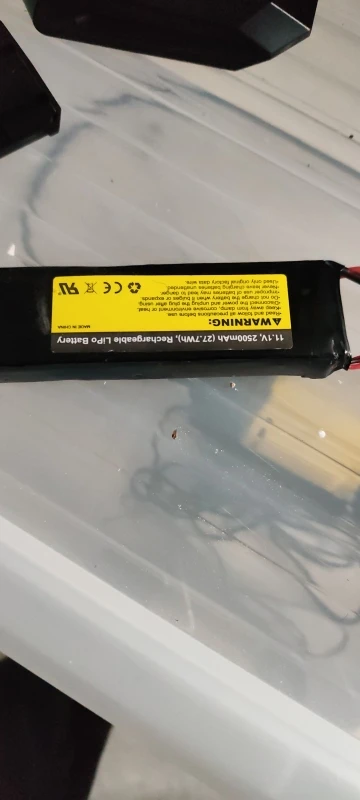 11.1V, 2500mAh (27.7Wh), Rechargeable LiPo Battery
WARNING:
•Read and follow all precautions before use.
•Keep away from damp, corrosive environment or heat.
•Disconnect the power and unplug the plug after using.
•Do not charge the battery when it bulges or expands.
•Improper use of batteries may lead to danger.
•Never leave charging batteries unattended.
•Used only original factory data wire.
MADE IN CHINA
CE